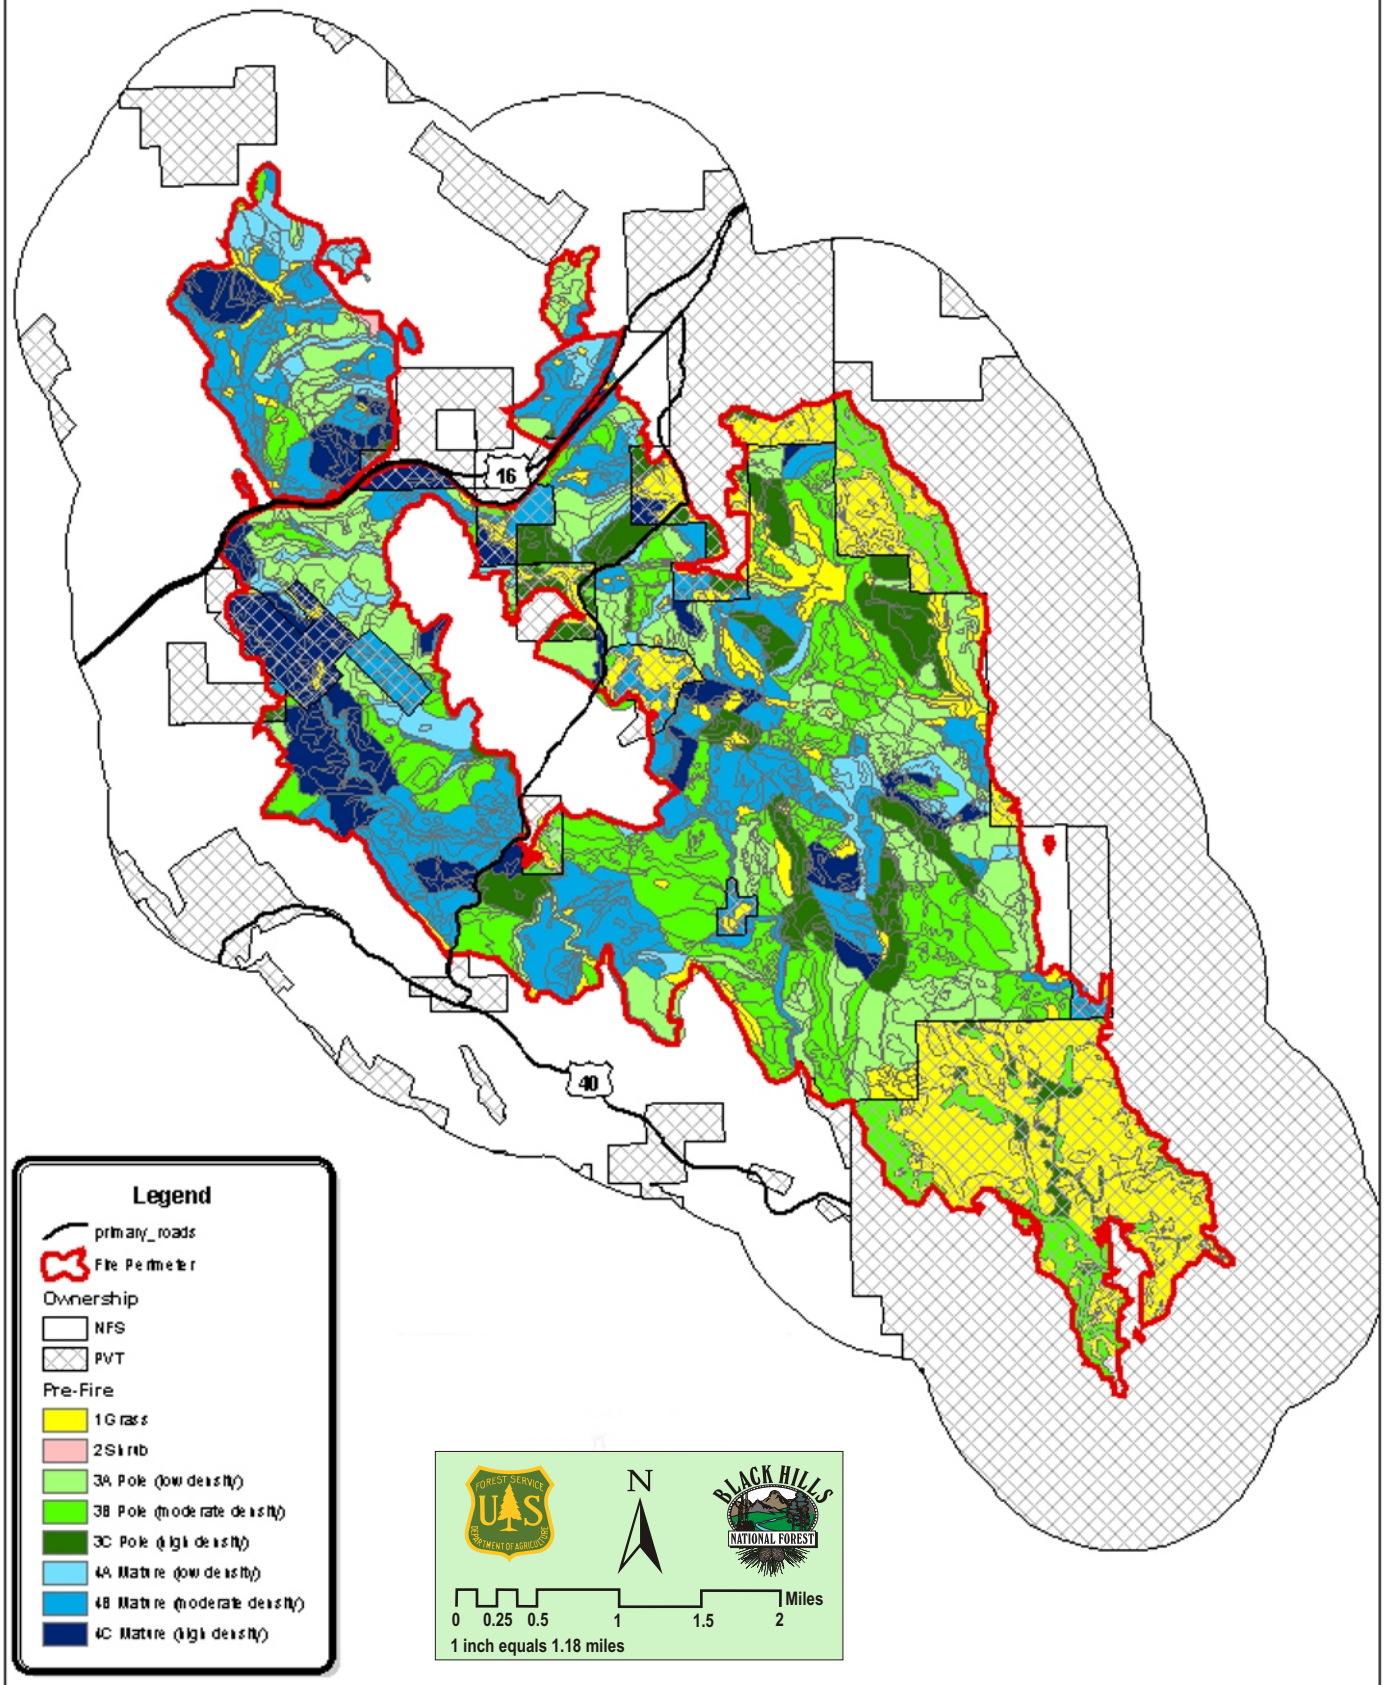 16
40
Legend
primary_roads
Fire Perimeter
Ownership
NFS
PVT
Pre-Fire
1 Grass
2 Shrub
3A Pole (low density)
3B Pole (moderate density)
3C Pole (high density)
4A Mature (low density)
4B Mature (moderate density)
4C Mature (high density)
FOREST SERVICE
U S
DEPARTMENT OF AGRICULTURE
N
BLACK HILLS
NATIONAL FOREST
Miles
0 0.25 0.5 1 1.5 2
1 inch equals 1.18 miles